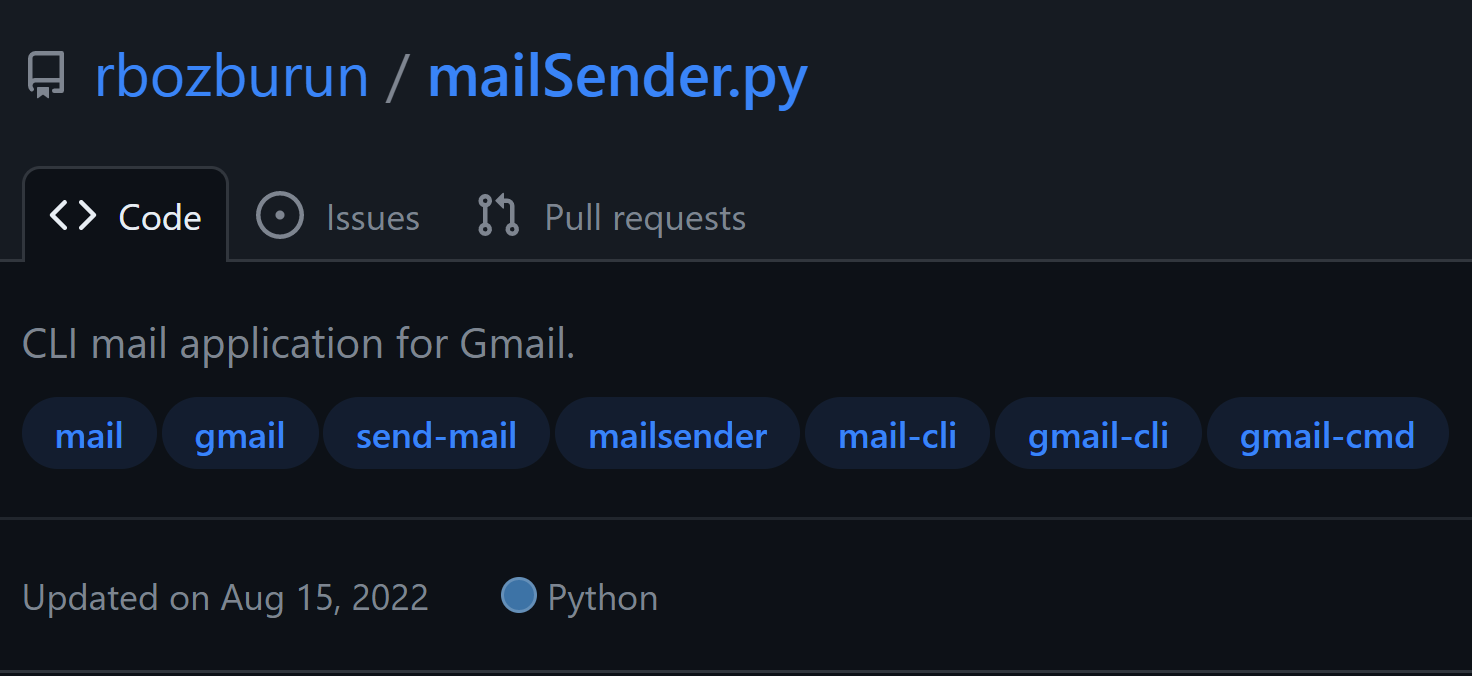 rbozburun / mailSender.py
Code Issues Pull requests
CLI mail application for Gmail.
mail gmail send-mail mailsender mail-cli gmail-cli gmail-cmd
Updated on Aug 15, 2022 Python